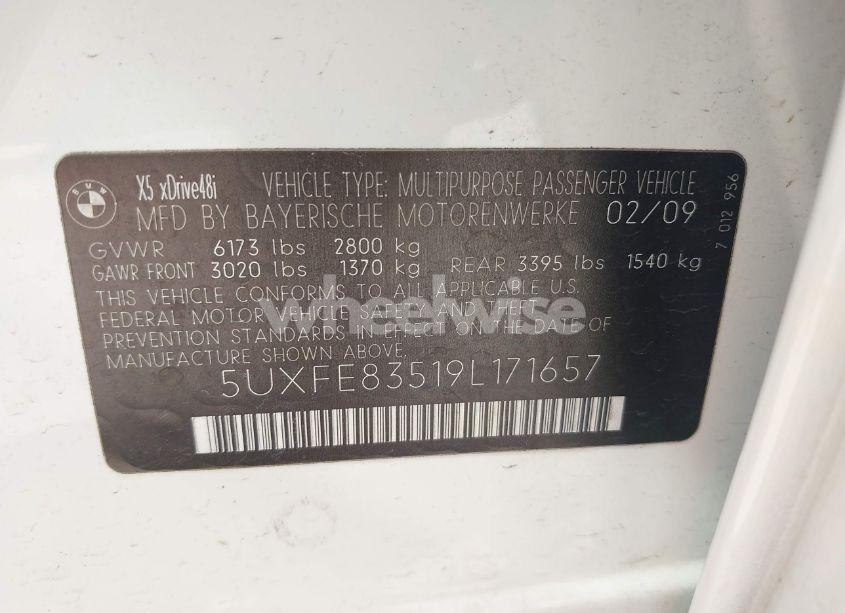 BMW
X5 xDrive48i VEHICLE TYPE: MULTIPURPOSE PASSENGER VEHICLE
MFD BY BAYERISCHE MOTORENWERKE 02/09
GVWR 6173 lbs 2800 kg
GAWR FRONT 3020 lbs 1370 kg REAR 3395 lbs 1540 kg
THIS VEHICLE CONFORMS TO ALL APPLICABLE U.S.
FEDERAL MOTOR VEHICLE SAFETY AND THEFT
PREVENTION STANDARDS IN EFFECT ON THE DATE OF
MANUFACTURE SHOWN ABOVE.
5UXFE83519L171657
7 012 956
wheelwise